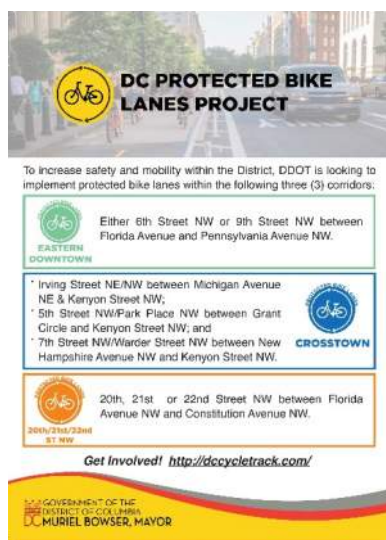 DC PROTECTED BIKE
LANES PROJECT
To increase safety and mobility within the District, DDOT is looking to
implement protected bike lanes within the following three (3) corridors:
Either 6th Street NW or 9th Street NW between
Florida Avenue and Pennsylvania Avenue NW.
EASTERN
DOWNTOWN
* Irving Street NE/NW between Michigan Avenue
NE & Kenyon Street NW;
* 5th Street NW/Park Place NW between Grant
Circle and Kenyon Street NW; and
* 7th Street NW/Warder Street NW between New
Hampshire Avenue NW and Kenyon Street NW.
CROSSTOWN
20th, 21st or 22nd Street NW between Florida
Avenue NW and Constitution Avenue NW.
20th/21st/22nd
ST NW
Get Involved! http://dccycletrack.com/
GOVERNMENT OF THE
DISTRICT OF COLUMBIA
DC MURIEL BOWSER, MAYOR